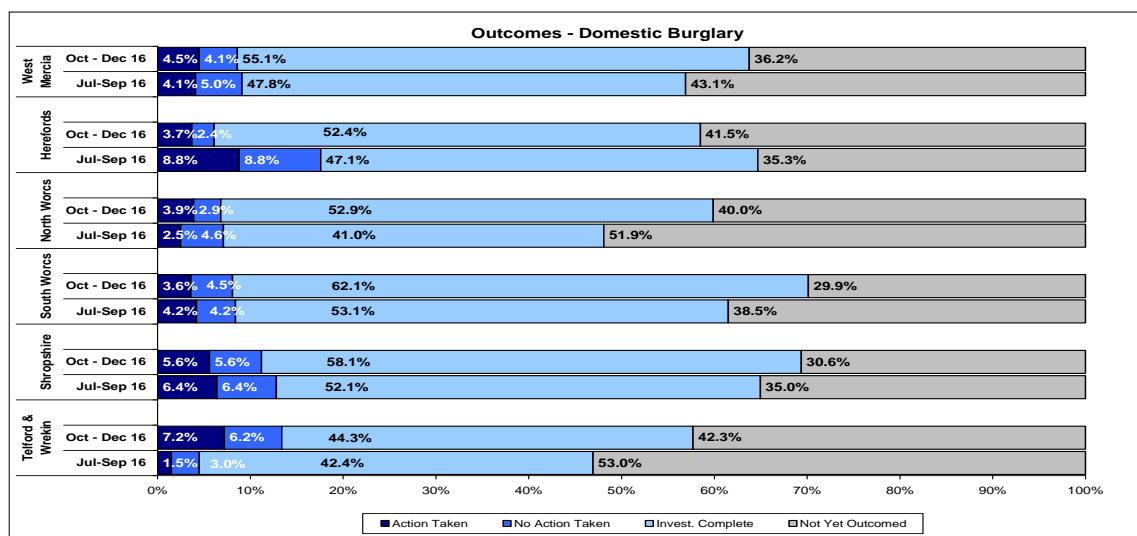 Outcomes - Domestic Burglary
West Mercia
Oct - Dec 16 4.5% 4.1% 55.1% 36.2%
Jul-Sep 16 4.1% 5.0% 47.8% 43.1%
Herefords
Oct - Dec 16 3.7% 2.4% 52.4% 41.5%
Jul-Sep 16 8.8% 8.8% 47.1% 35.3%
North Worcs
Oct - Dec 16 3.9% 2.9% 52.9% 40.0%
Jul-Sep 16 2.5% 4.6% 41.0% 51.9%
South Worcs
Oct - Dec 16 3.6% 4.5% 62.1% 29.9%
Jul-Sep 16 4.2% 4.2% 53.1% 38.5%
Shropshire
Oct - Dec 16 5.6% 5.6% 58.1% 30.6%
Jul-Sep 16 6.4% 6.4% 52.1% 35.0%
Telford & Wrekin
Oct - Dec 16 7.2% 6.2% 44.3% 42.3%
Jul-Sep 16 1.5% 3.0% 42.4% 53.0%
0% 10% 20% 30% 40% 50% 60% 70% 80% 90% 100%
Action Taken No Action Taken Invest. Complete Not Yet Outcomed